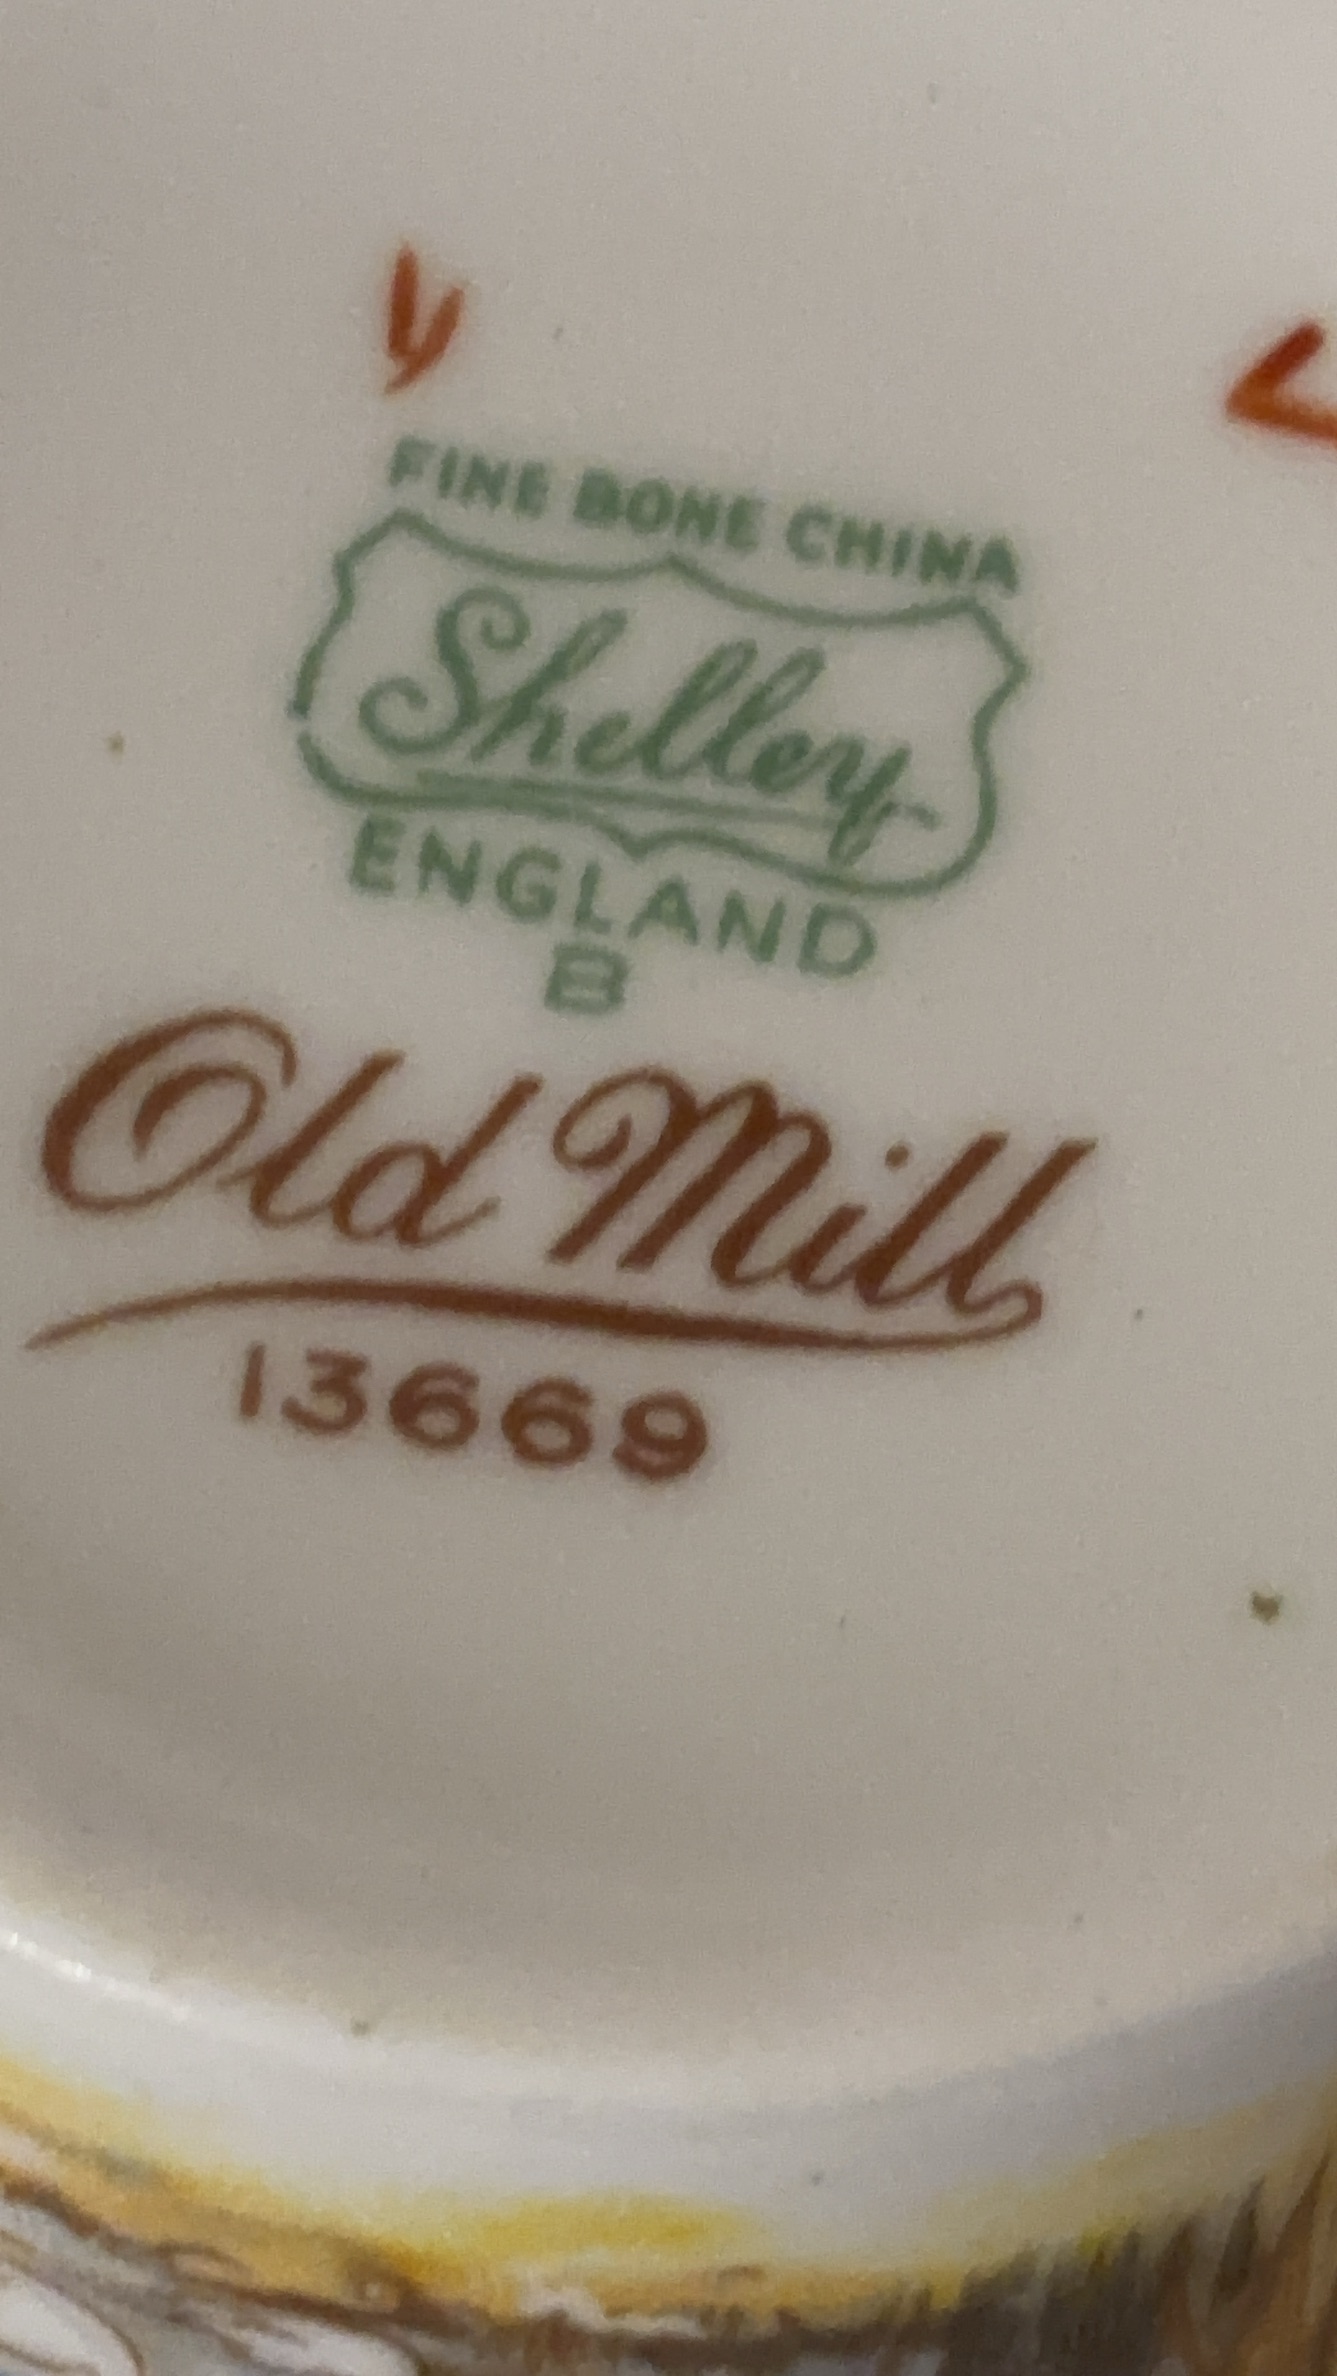 FINE BONE CHINA
Shelley
ENGLAND
B
Old Mill
13669